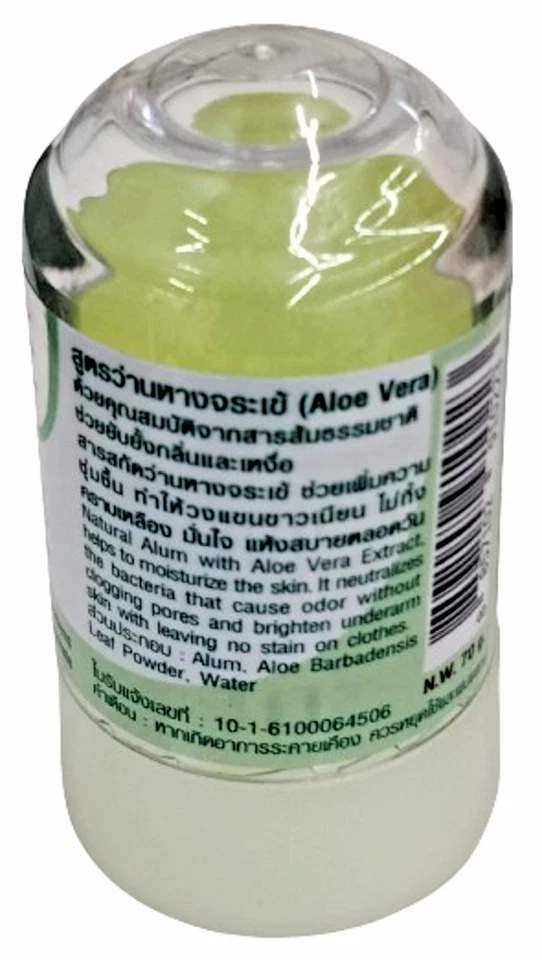 สูตรว่านหางจระเข้ (Aloe Vera)
ด้วยคุณสมบัติจากสารส้มธรรมชาติ
ช่วยยับยั้งกลิ่นและเหงื่อ
สารสกัดว่านหางจระเข้ ช่วยเพิ่มความ
ชุ่มชื้น ทำให้วงแขนขาวเนียน ไม่ทิ้ง
คราบเหลือง มั่นใจ แห้งสบายตลอดวัน
Natural Alum with Aloe Vera Extract,
helps to moisturize the skin. It neutralizes
the bacteria that cause odor without
clogging pores and brighten underarm
skin with leaving no stain on clothes.
ส่วนประกอบ : Alum, Aloe Barbadensis
Leaf Powder, Water
N.W. 70 g.
ใบรับแจ้งเลขที่ : 10-1-6100064506
คำเตือน : หากเกิดอาการระคายเคือง ควรหยุดใช้